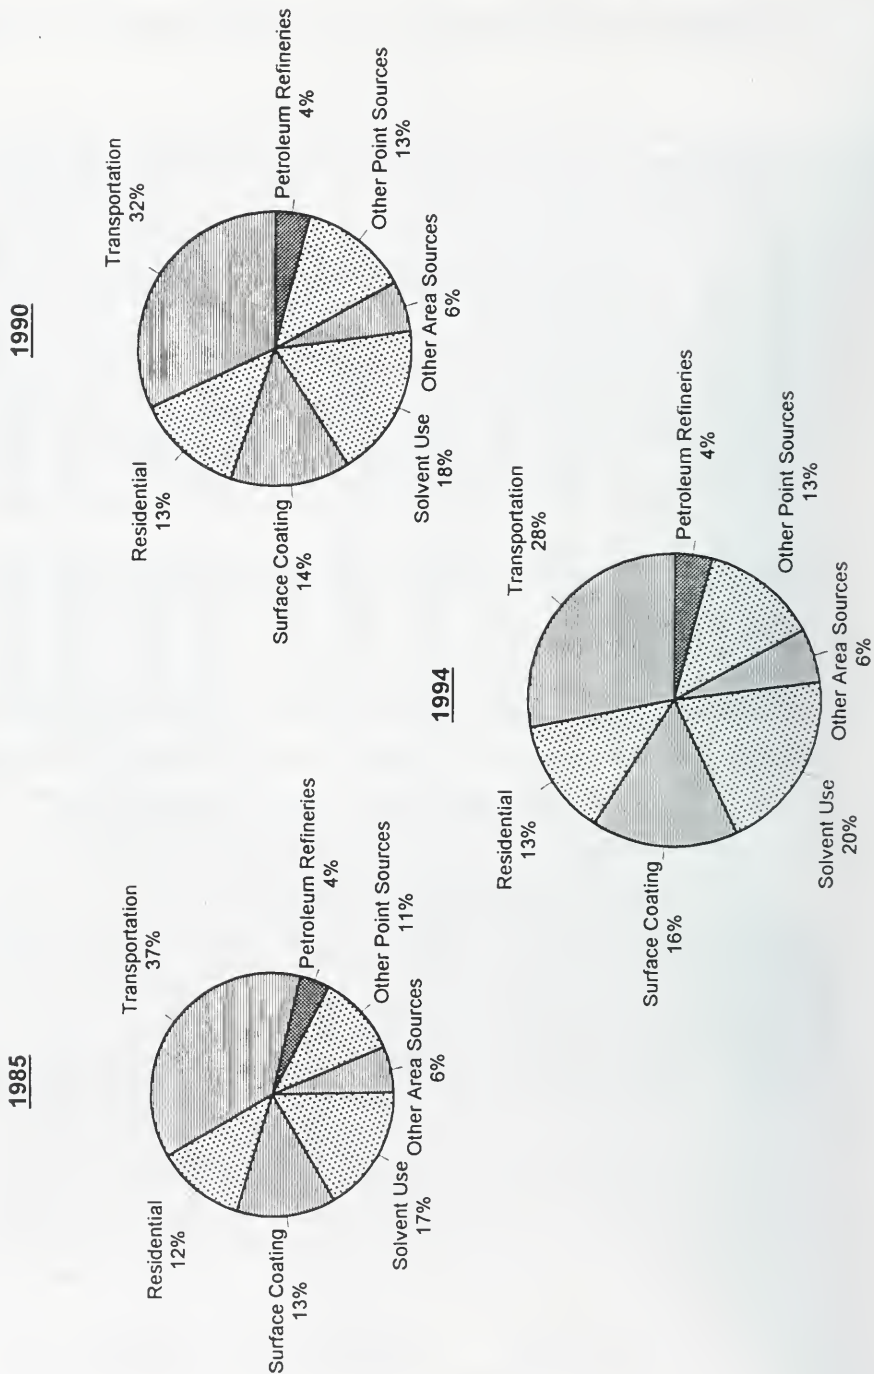 1985
Transportation
37%
Petroleum Refineries
4%
Other Point Sources
11%
Other Area Sources
6%
Solvent Use
17%
Surface Coating
13%
Residential
12%
1990
Transportation
32%
Petroleum Refineries
4%
Other Point Sources
13%
Other Area Sources
6%
Solvent Use
18%
Surface Coating
14%
Residential
13%
1994
Transportation
28%
Petroleum Refineries
4%
Other Point Sources
13%
Other Area Sources
6%
Solvent Use
20%
Surface Coating
16%
Residential
13%